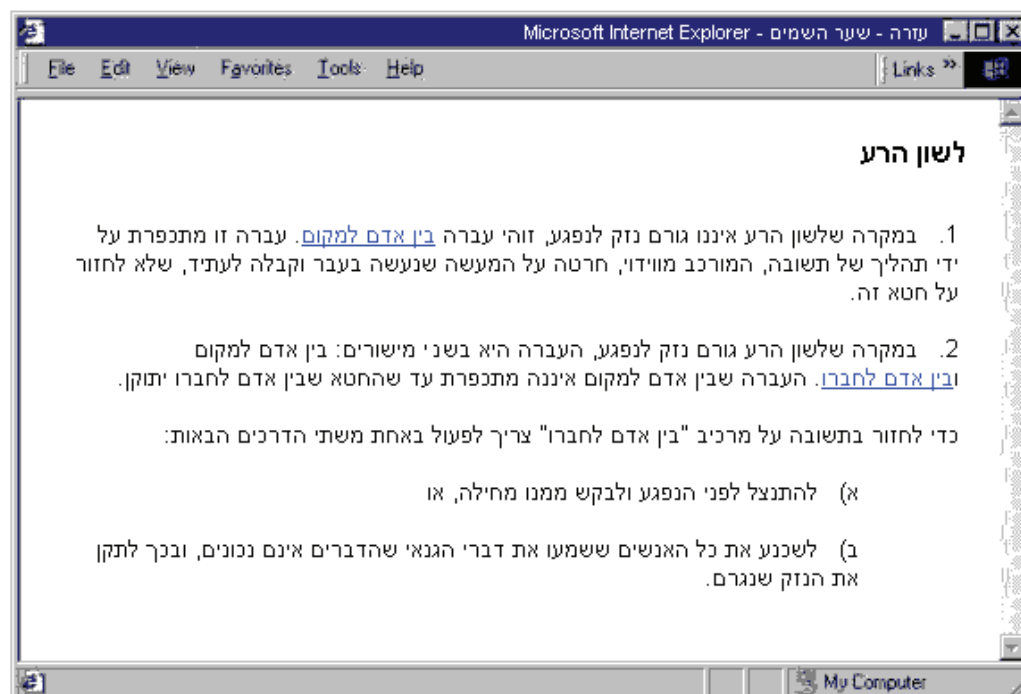 עזרה - שער השמים - Microsoft Internet Explorer
File Edit View Favorites Tools Help Links »
לשון הרע
1. במקרה שלשון הרע איננו גורם נזק לנפגע, זוהי עברה בין אדם למקום. עברה זו מתכפרת על
ידי תהליך של תשובה, המורכב מווידוי, חרטה על המעשה שנעשה בעבר וקבלה לעתיד, שלא לחזור
על חטא זה.
2. במקרה שלשון הרע גורם נזק לנפגע, העברה היא בשני מישורים: בין אדם למקום
ובין אדם לחברו. העברה שבין אדם למקום איננה מתכפרת עד שהחטא שבין אדם לחברו יתוקן.
כדי לחזור בתשובה על מרכיב "בין אדם לחברו" צריך לפעול באחת משתי הדרכים הבאות:
א) להתנצל לפני הנפגע ולבקש ממנו מחילה, או
ב) לשכנע את כל האנשים ששמעו את דברי הגנאי שהדברים אינם נכונים, ובכך לתקן
את הנזק שנגרם.
My Computer